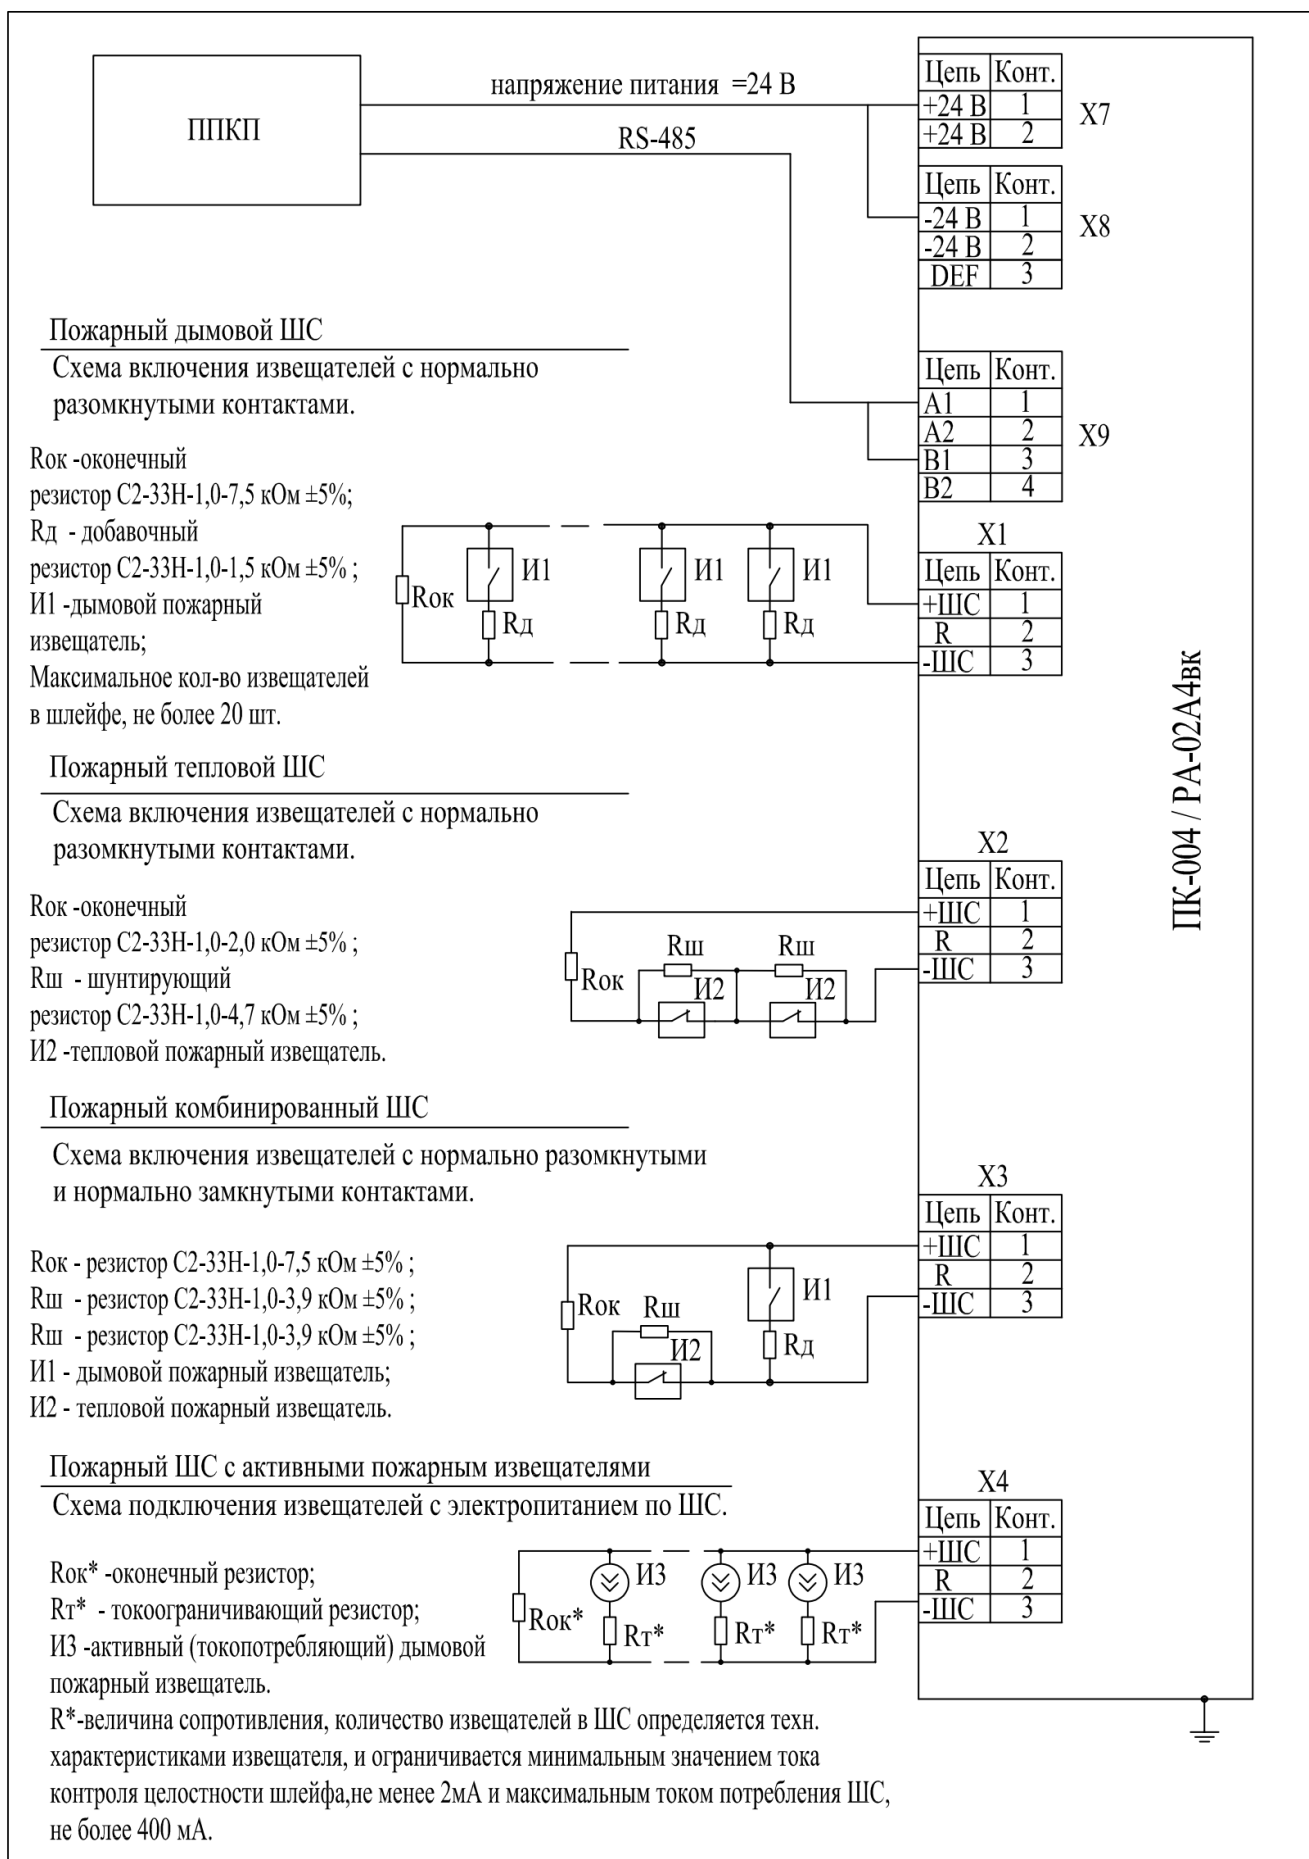 ППКП
напряжение питания =24 В
RS-485
Цепь Конт.
+24 В 1
+24 В 2
X7
Цепь Конт.
-24 В 1
-24 В 2
DEF 3
X8
Цепь Конт.
A1 1
A2 2
B1 3
B2 4
X9
Пожарный дымовой ШС
Схема включения извещателей с нормально
разомкнутыми контактами.
Rок -оконечный
резистор С2-33Н-1,0-7,5 кОм ±5%;
Rд - добавочный
резистор С2-33Н-1,0-1,5 кОм ±5% ;
И1 -дымовой пожарный
извещатель;
Максимальное кол-во извещателей
в шлейфе, не более 20 шт.
Rок
И1
Rд
И1
Rд
И1
Rд
X1
Цепь Конт.
+ШС 1
R 2
-ШС 3
ПК-004 / РА-02А4вк
Пожарный тепловой ШС
Схема включения извещателей с нормально
разомкнутыми контактами.
Rок -оконечный
резистор С2-33Н-1,0-2,0 кОм ±5% ;
Rш - шунтирующий
резистор С2-33Н-1,0-4,7 кОм ±5% ;
И2 -тепловой пожарный извещатель.
Rок
Rш
И2
Rш
И2
X2
Цепь Конт.
+ШС 1
R 2
-ШС 3
Пожарный комбинированный ШС
Схема включения извещателей с нормально разомкнутыми
и нормально замкнутыми контактами.
Rок - резистор С2-33Н-1,0-7,5 кОм ±5% ;
Rш - резистор С2-33Н-1,0-3,9 кОм ±5% ;
Rш - резистор С2-33Н-1,0-3,9 кОм ±5% ;
И1 - дымовой пожарный извещатель;
И2 - тепловой пожарный извещатель.
Rок
Rш
И2
И1
Rд
X3
Цепь Конт.
+ШС 1
R 2
-ШС 3
Пожарный ШС с активными пожарным извещателями
Схема подключения извещателей с электропитанием по ШС.
Rок* -оконечный резистор;
Rт* - токоограничивающий резистор;
И3 -активный (токопотребляющий) дымовой
пожарный извещатель.
R*-величина сопротивления, количество извещателей в ШС определяется техн.
характеристиками извещателя, и ограничивается минимальным значением тока
контроля целостности шлейфа,не менее 2мА и максимальным током потребления ШС,
не более 400 мА.
Rок*
И3
Rт*
И3
Rт*
И3
Rт*
X4
Цепь Конт.
+ШС 1
R 2
-ШС 3